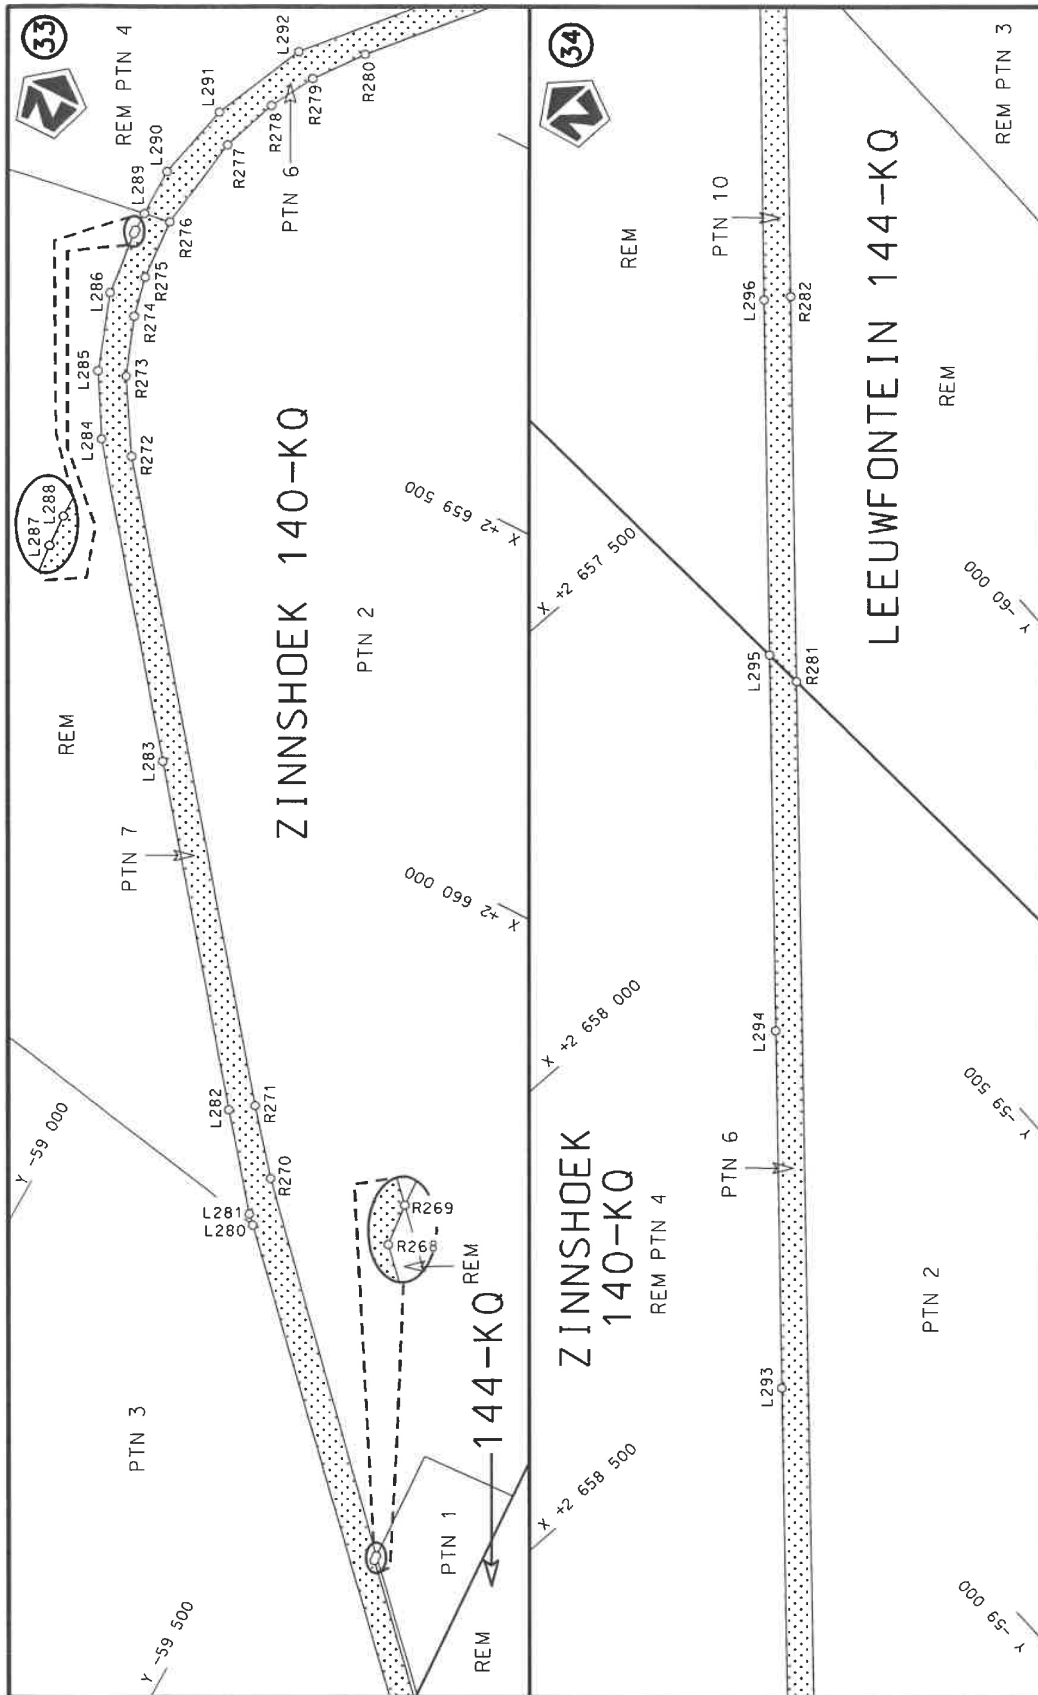 33
REM PTN 4
L292
L291
L290
L289
R280
R279
R278
R277
PTN 6
R276
R275
R274
R273
R272
L286
L285
L284
L287
L288
REM
ZINNSHOEK 140-KQ
PTN 2
X +2 659 500
L283
PTN 7
X +2 660 000
Y -59 000
L282
R271
R270
L281
L280
R269
R268
REM
PTN 3
144-KQ
PTN 1
REM
Y -59 500
34
REM PTN 3
LEEUWFONTEIN 144-KQ
REM
PTN 10
L296
R282
REM
X +2 657 500
Y -60 000
L295
R281
X +2 658 000
L294
Y -59 500
ZINNSHOEK
140-KQ
REM PTN 4
PTN 6
PTN 2
L293
X +2 658 500
Y -59 000